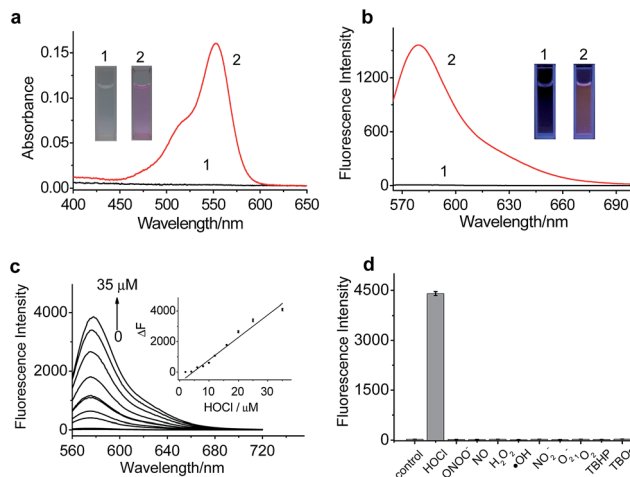 a
1 2
2
1
0.15
0.10
0.05
0.00
Absorbance
400 450 500 550 600 650
Wavelength/nm
b
2
1 2
1
1200
600
0
Fluorescence Intensity
570 600 630 660 690
Wavelength/nm
c
35 μM
0
4000
2000
0
Fluorescence Intensity
560 600 640 680 720
Wavelength/nm
4000
2000
0
ΔF
0 10 20 30
HOCl / μM
d
4500
3000
1500
0
Fluorescence Intensity
control HOCl ONOO⁻ NO H₂O₂ •OH NO₂⁻ O₂⁻ ¹O₂ TBHP